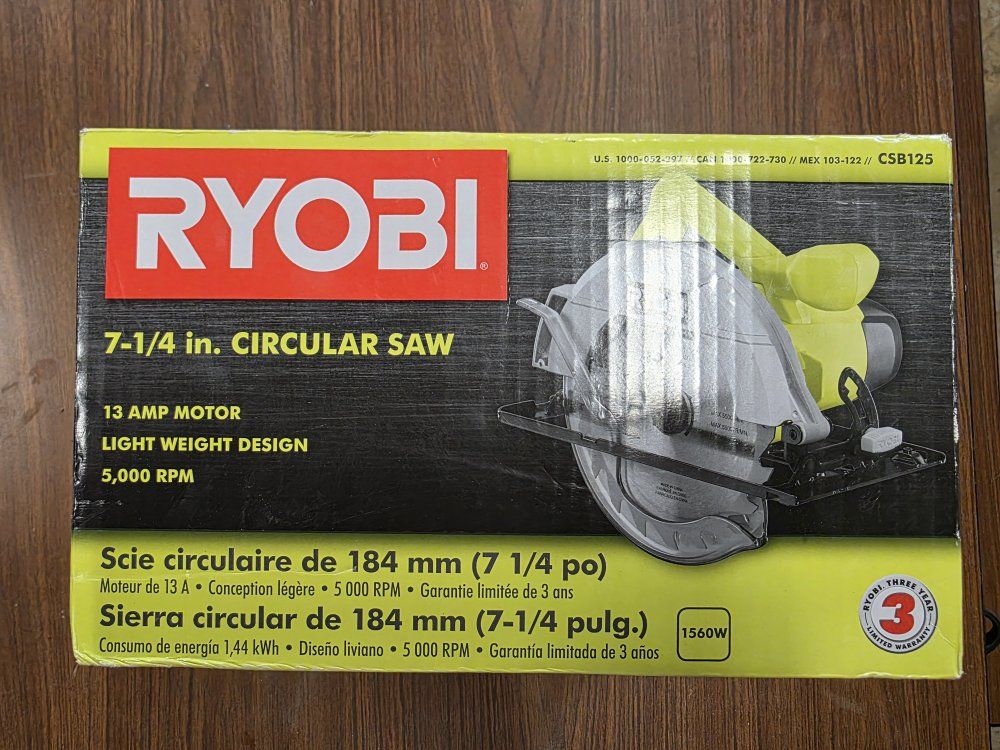 U.S. 1000-052-297 // CAN 1000-722-730 // MEX 103-122 // CSB125
RYOBI®
7-1/4 in. CIRCULAR SAW
13 AMP MOTOR
LIGHT WEIGHT DESIGN
5,000 RPM
Scie circulaire de 184 mm (7 1/4 po)
Moteur de 13 A • Conception légère • 5 000 RPM • Garantie limitée de 3 ans
Sierra circular de 184 mm (7-1/4 pulg.)
Consumo de energía 1,44 kWh • Diseño liviano • 5 000 RPM • Garantía limitada de 3 años
1560W
RYOBI. THREE YEAR
3
LIMITED WARRANTY